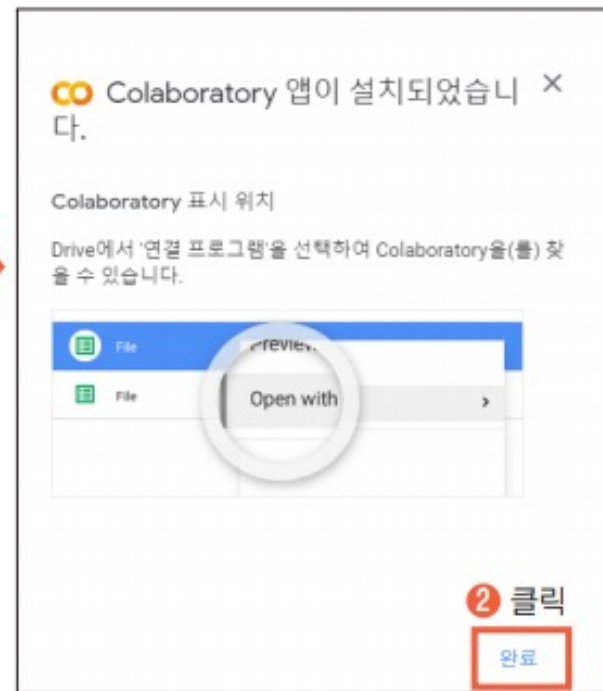 CO Colaboratory 앱이 설치되었습니
다.
Colaboratory 표시 위치
Drive에서 '연결 프로그램'을 선택하여 Colaboratory을(를) 찾
을 수 있습니다.
File
Preview
File
Open with
2 클릭
완료